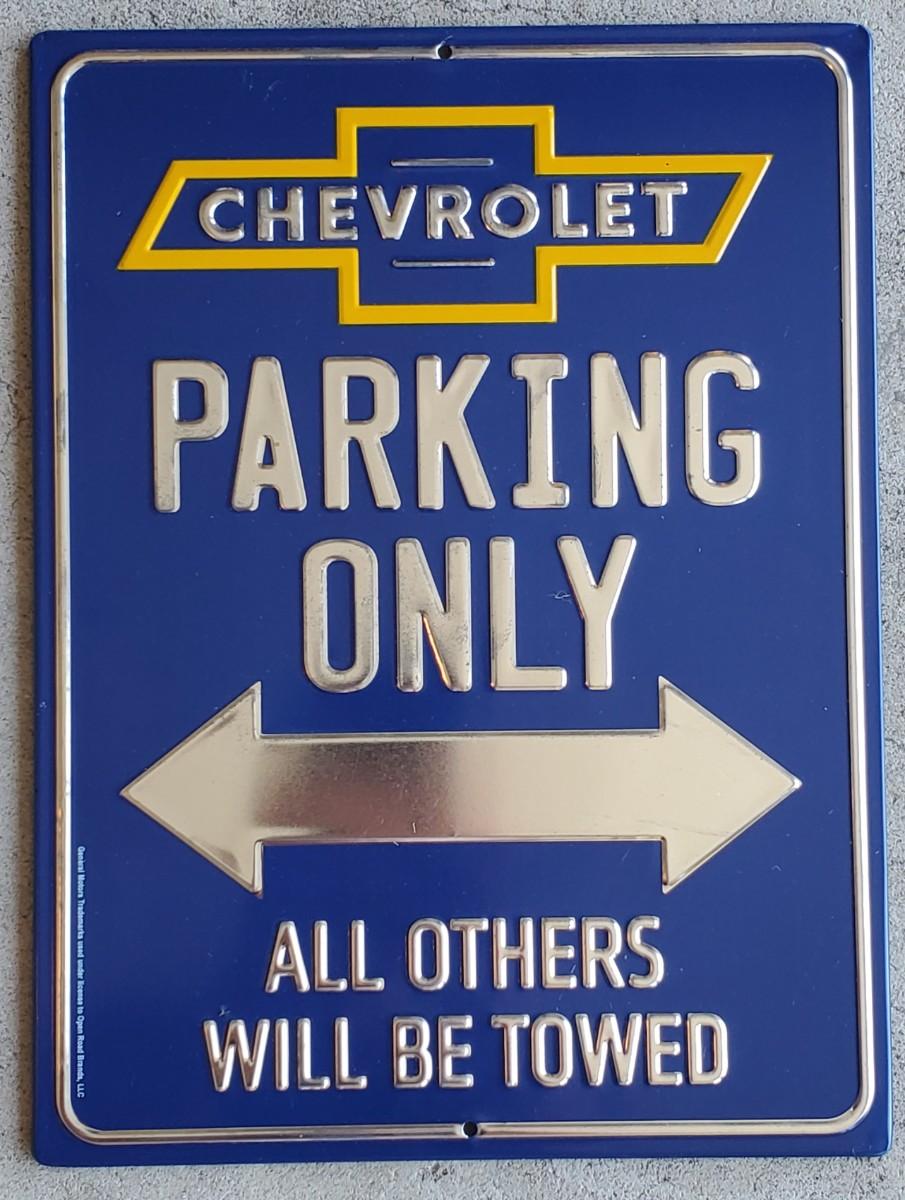 CHEVROLET
PARKING
ONLY
ALL OTHERS
WILL BE TOWED
General Motors Trademarks used under license to Open Road Brands, LLC